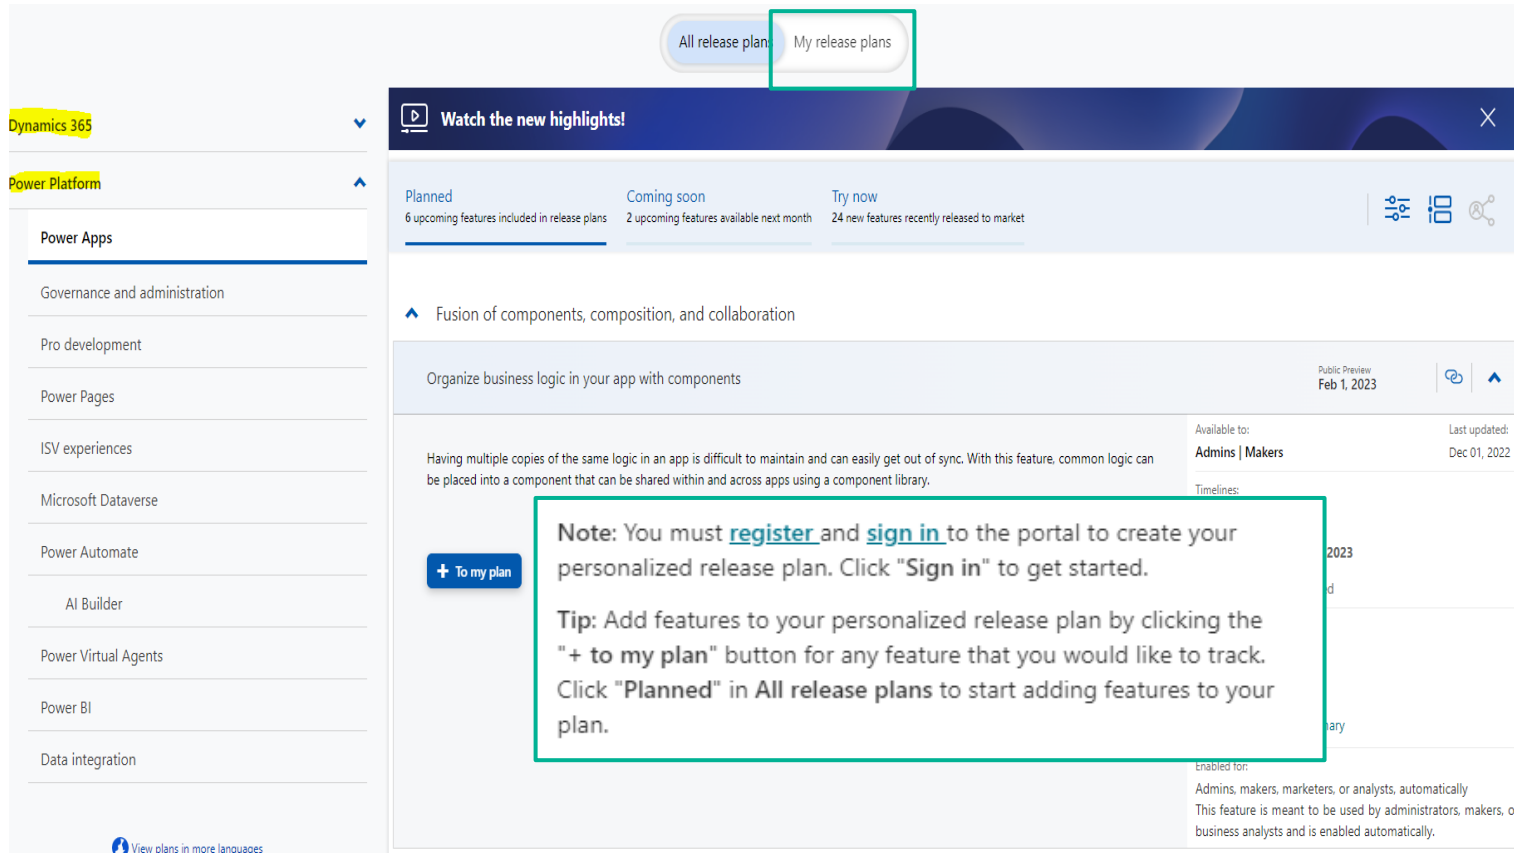 All release plans
My release plans
Dynamics 365
Power Platform
Power Apps
Governance and administration
Pro development
Power Pages
ISV experiences
Microsoft Dataverse
Power Automate
AI Builder
Power Virtual Agents
Power BI
Data integration
View plans in more languages
Watch the new highlights!
Planned
6 upcoming features included in release plans
Coming soon
2 upcoming features available next month
Try now
24 new features recently released to market
Fusion of components, composition, and collaboration
Organize business logic in your app with components
Public Preview
Feb 1, 2023
Having multiple copies of the same logic in an app is difficult to maintain and can easily get out of sync. With this feature, common logic can
be placed into a component that can be shared within and across apps using a component library.
+ To my plan
Note: You must register and sign in to the portal to create your
personalized release plan. Click "Sign in" to get started.
Tip: Add features to your personalized release plan by clicking the
"+ to my plan" button for any feature that you would like to track.
Click "Planned" in All release plans to start adding features to your
plan.
Available to:
Admins | Makers
Last updated:
Dec 01, 2022
Timelines:
2023
Enabled for:
Admins, makers, marketers, or analysts, automatically
This feature is meant to be used by administrators, makers, o
business analysts and is enabled automatically.